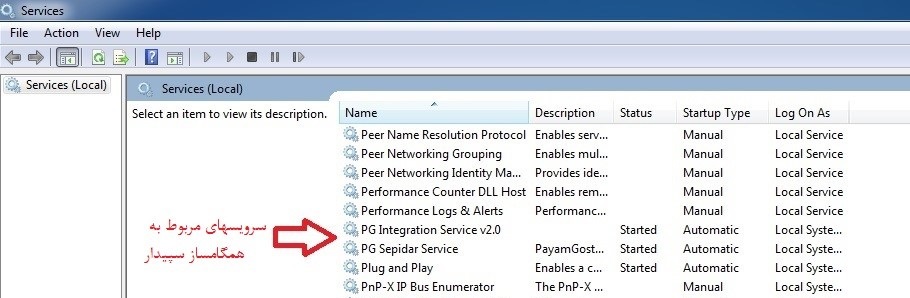 Services
File Action View Help
Services (Local)
Services (Local)
Select an item to view its description.
Name Description Status Startup Type Log On As
Peer Name Resolution Protocol Enables serv... Manual Local Service
Peer Networking Grouping Enables mul... Manual Local Service
Peer Networking Identity Ma... Provides ide... Manual Local Service
Performance Counter DLL Host Enables rem... Manual Local Service
Performance Logs & Alerts Performanc... Manual Local Service
PG Integration Service v2.0 Started Automatic Local Syste...
PG Sepidar Service PayamGost... Started Automatic Local Syste...
Plug and Play Enables a c... Started Automatic Local Syste...
PnP-X IP Bus Enumerator The PnP-X ... Manual Local Syste...
سرویسهای مربوط به
همگامساز سپیدار